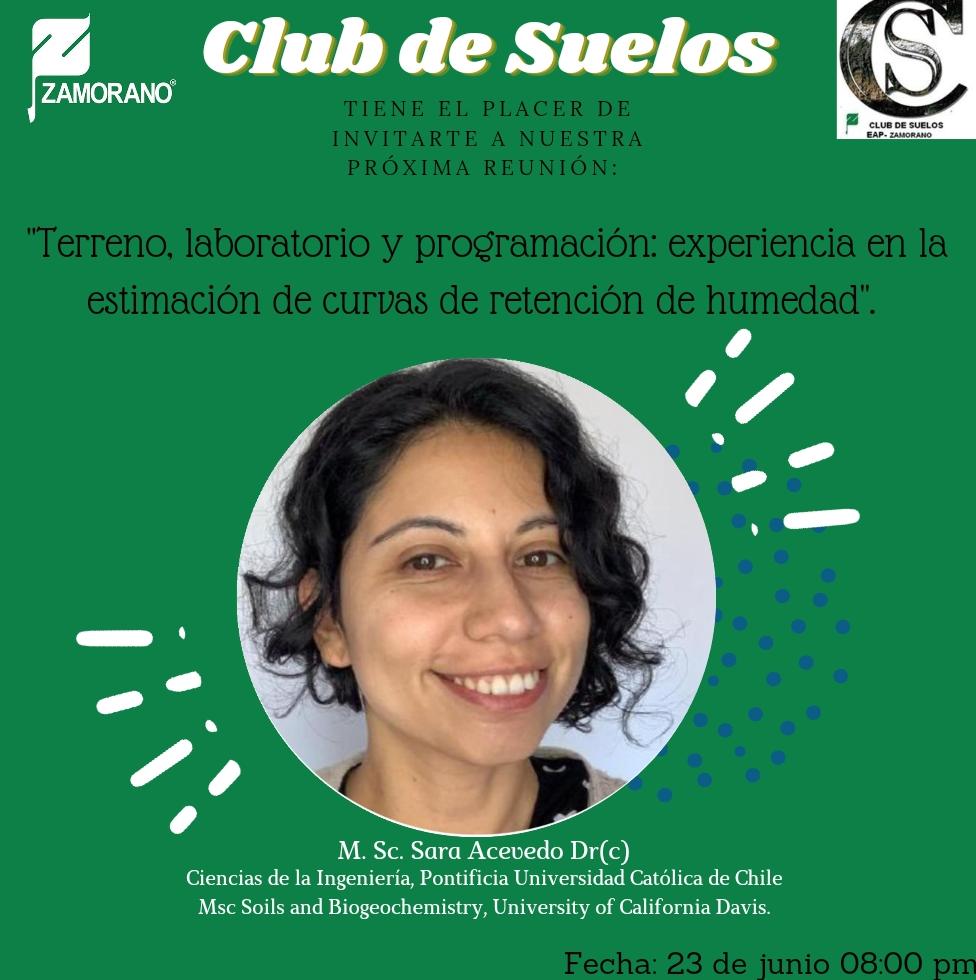 ZAMORANO®
Club de Suelos
CS
CLUB DE SUELOS
EAP- ZAMORANO
TIENE EL PLACER DE
INVITARTE A NUESTRA
PRÓXIMA REUNIÓN:
"Terreno, laboratorio y programación: experiencia en la
estimación de curvas de retención de humedad".
M. Sc. Sara Acevedo Dr(c)
Ciencias de la Ingeniería, Pontificia Universidad Católica de Chile
Msc Soils and Biogeochemistry, University of California Davis.
Fecha: 23 de junio 08:00 pm